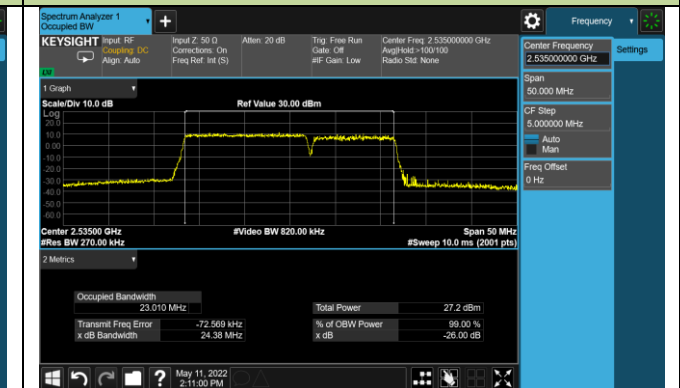 Spectrum Analyzer 1
Occupied BW
KEYSIGHT
Input: RF
Coupling: DC
Align: Auto
Input Z: 50 Ω
Corrections: On
Freq Ref: Int (S)
Atten: 20 dB
Trig: Free Run
Gate: Off
#IF Gain: Low
Center Freq: 2.535000000 GHz
Avg|Hold:>100/100
Radio Std: None
Frequency
Settings
Center Frequency
2.535000000 GHz
Span
50.000 MHz
CF Step
5.000000 MHz
Auto
Man
Freq Offset
0 Hz
1 Graph
Scale/Div 10.0 dB
Ref Value 30.00 dBm
Log
20.0
10.0
0.00
-10.0
-20.0
-30.0
-40.0
-50.0
-60.0
Center 2.53500 GHz
#Video BW 820.00 kHz
Span 50 MHz
#Res BW 270.00 kHz
#Sweep 10.0 ms (2001 pts)
2 Metrics
Occupied Bandwidth
23.010 MHz
Total Power 27.2 dBm
Transmit Freq Error -72.569 kHz
% of OBW Power 99.00 %
x dB Bandwidth 24.38 MHz
x dB -26.00 dB
?
May 11, 2022
2:11:00 PM